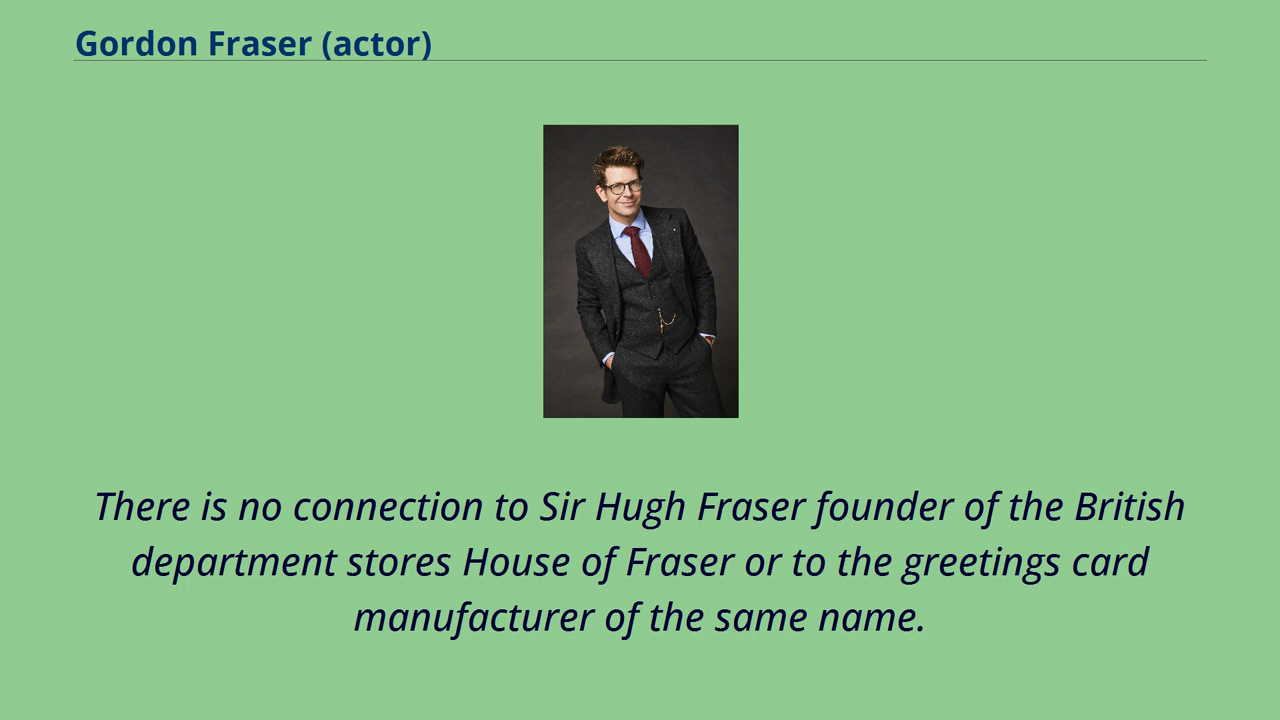 Gordon Fraser (actor)
There is no connection to Sir Hugh Fraser founder of the British
department stores House of Fraser or to the greetings card
manufacturer of the same name.